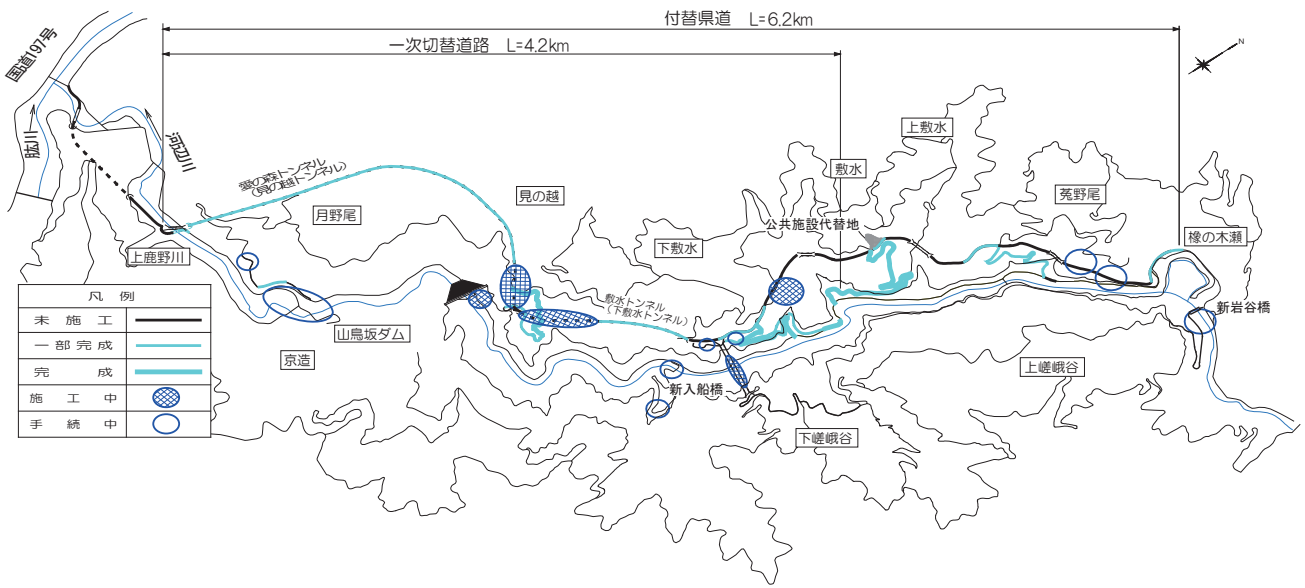 付替県道 L=6.2km
一次切替道路 L=4.2km
N
国道197号
肱川
河辺川
愛の森トンネル
(見の越トンネル)
月野尾
見の越
上鹿野川
下敷水
敷水
上敷水
公共施設代替地
菟野尾
橡の木瀬
新岩谷橋
上嵯峨谷
下嵯峨谷
新入船橋
敷水トンネル
(下敷水トンネル)
山鳥坂ダム
京造
凡例
未施工
一部完成
完成
施工中
手続中